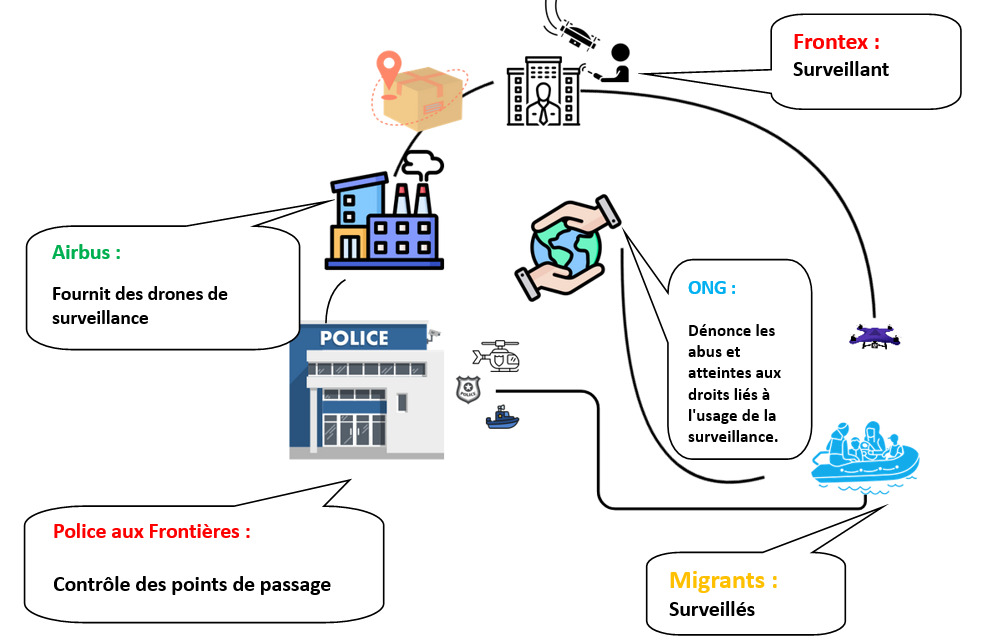 Frontex :
Surveillant
Airbus :
Fournit des drones de
surveillance
ONG :
Dénonce les
abus et
atteintes aux
droits liés à
l'usage de la
surveillance.
POLICE
POLICE
Police aux Frontières :
Contrôle des points de passage
Migrants :
Surveillés